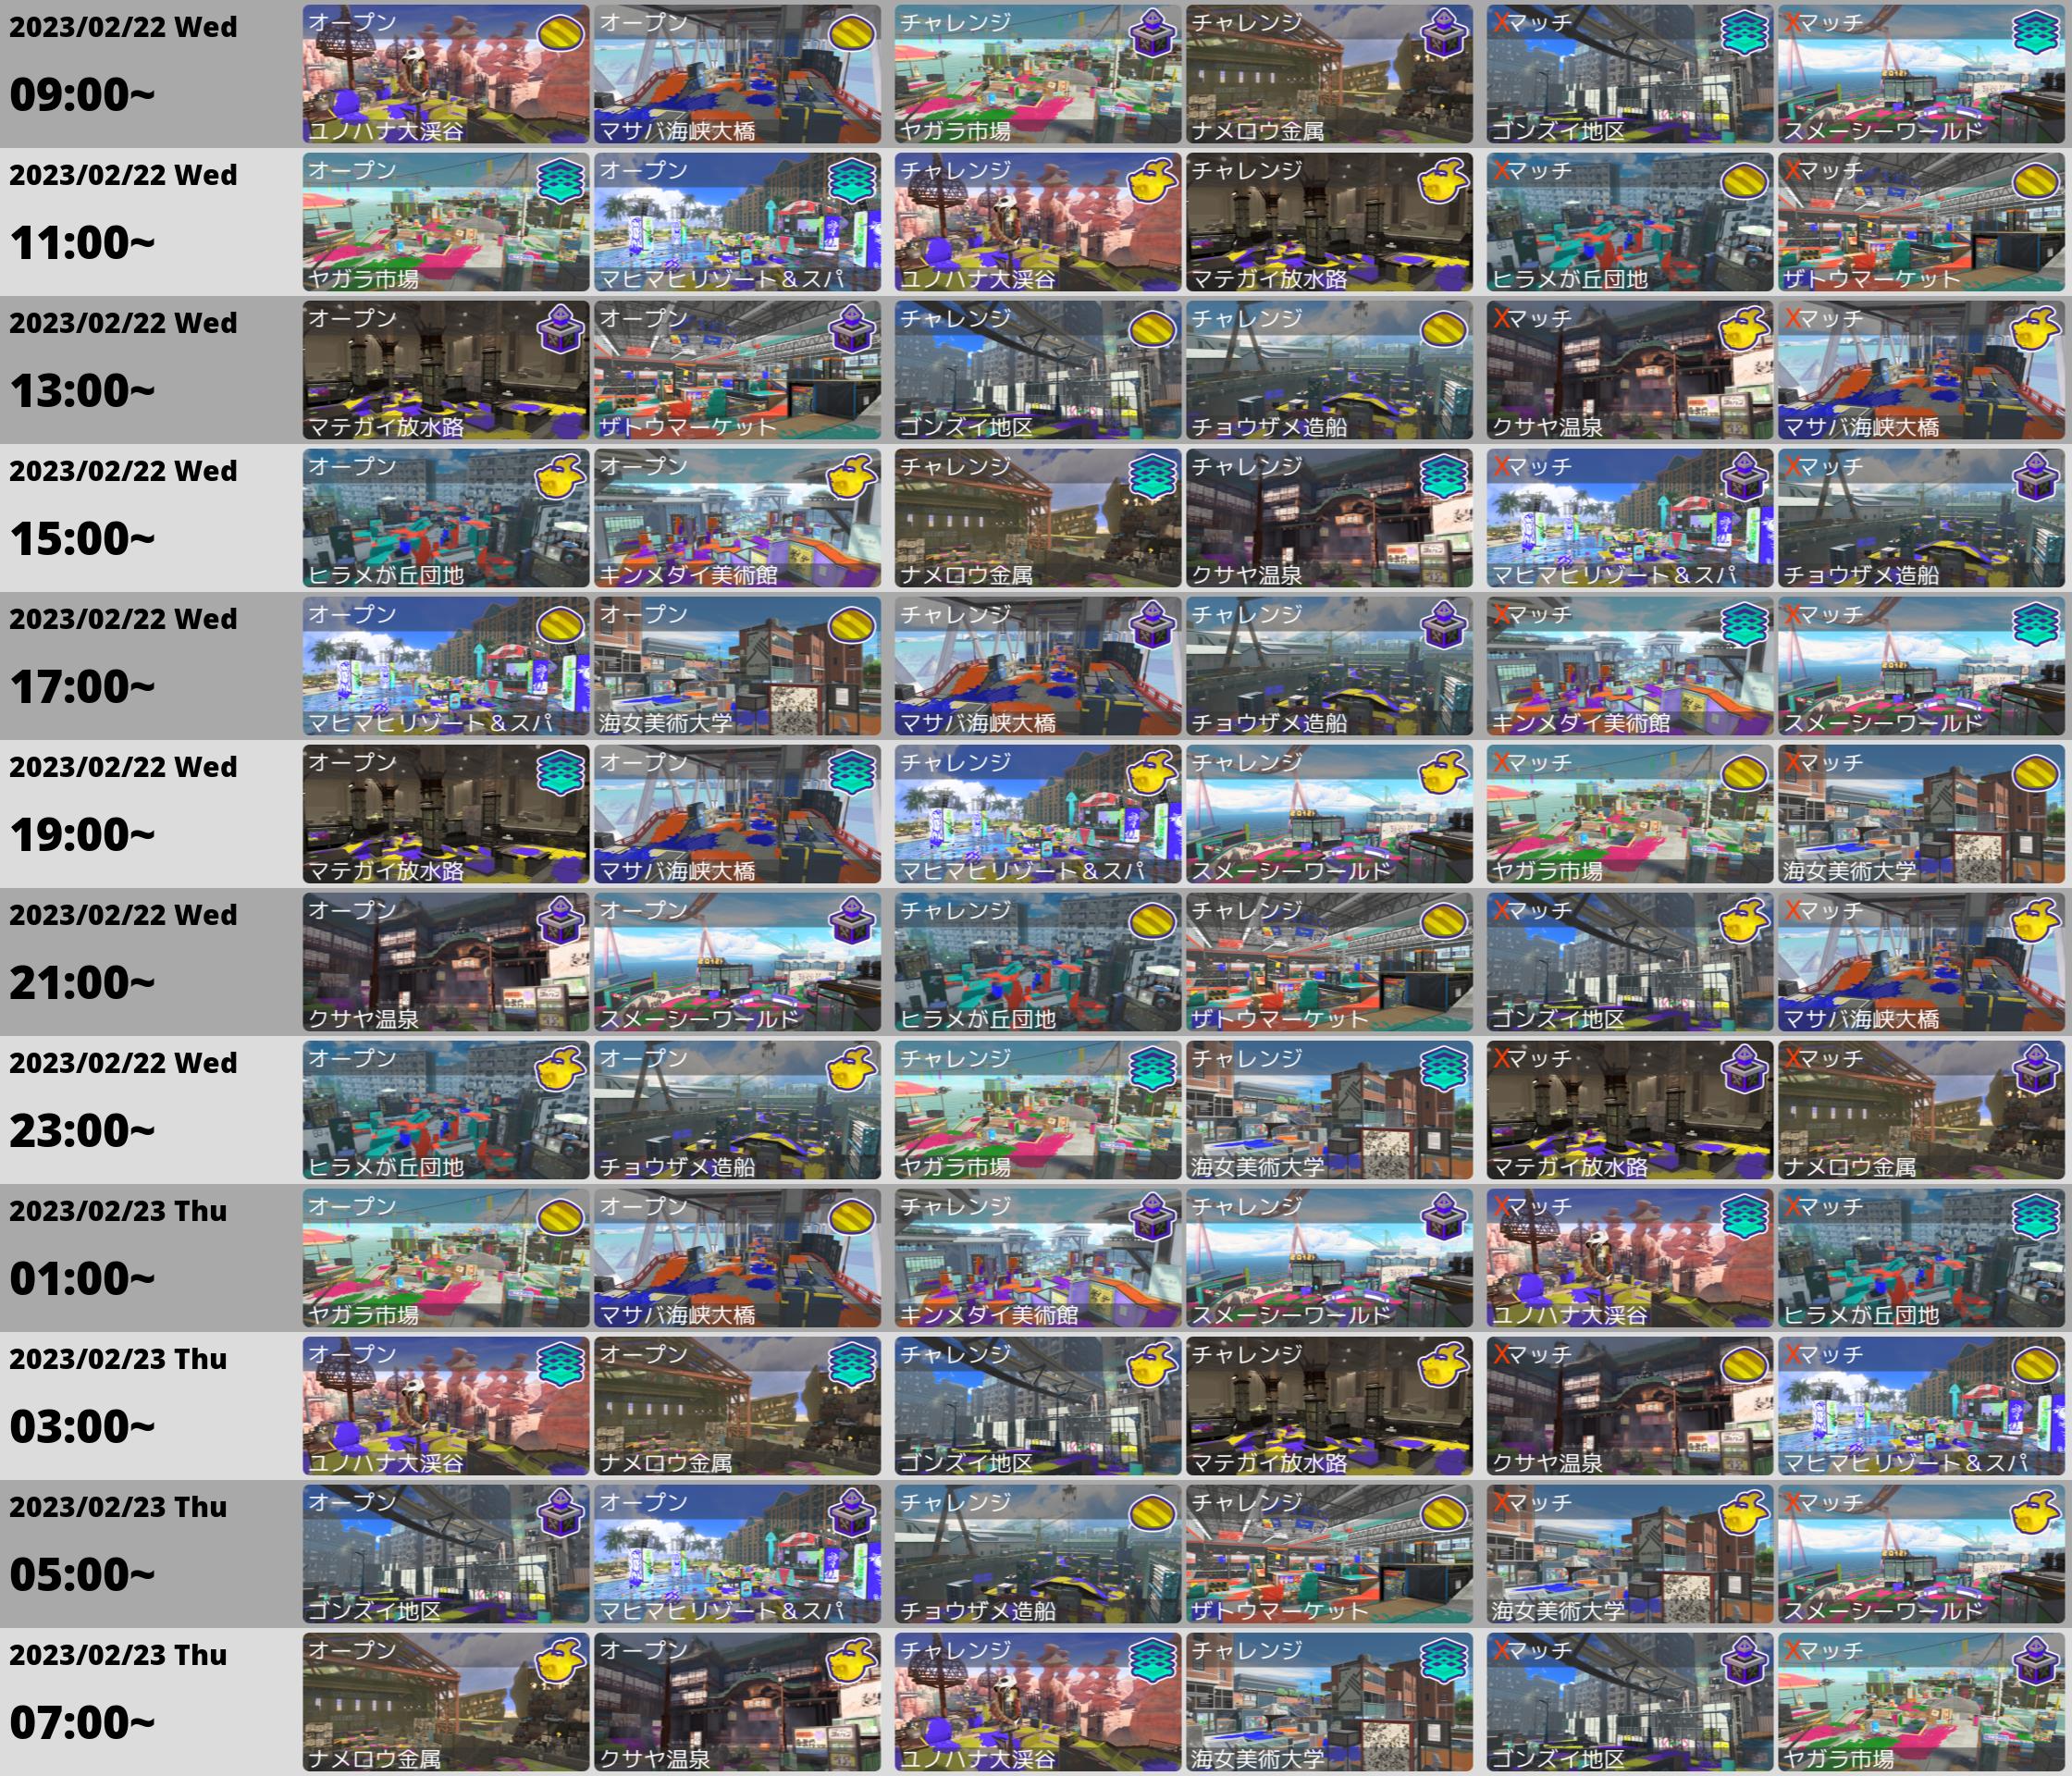 2023/02/22 Wed
09:00~
オープン オープン チャレンジ チャレンジ Xマッチ Xマッチ
ユノハナ大渓谷 マサバ海峡大橋 ヤガラ市場 ナメロウ金属 ゴンズイ地区 スメーシーワールド
2023/02/22 Wed
11:00~
オープン オープン チャレンジ チャレンジ Xマッチ Xマッチ
ヤガラ市場 マヒマヒリゾート＆スパ ユノハナ大渓谷 マテガイ放水路 ヒラメが丘団地 ザトウマーケット
2023/02/22 Wed
13:00~
オープン オープン チャレンジ チャレンジ Xマッチ Xマッチ
マテガイ放水路 ザトウマーケット ゴンズイ地区 チョウザメ造船 クサヤ温泉 マサバ海峡大橋
2023/02/22 Wed
15:00~
オープン オープン チャレンジ チャレンジ Xマッチ Xマッチ
ヒラメが丘団地 キンメダイ美術館 ナメロウ金属 クサヤ温泉 マヒマヒリゾート＆スパ チョウザメ造船
2023/02/22 Wed
17:00~
オープン オープン チャレンジ チャレンジ Xマッチ Xマッチ
マヒマヒリゾート＆スパ 海女美術大学 マサバ海峡大橋 チョウザメ造船 キンメダイ美術館 スメーシーワールド
2023/02/22 Wed
19:00~
オープン オープン チャレンジ チャレンジ Xマッチ Xマッチ
マテガイ放水路 マサバ海峡大橋 マヒマヒリゾート＆スパ スメーシーワールド ヤガラ市場 海女美術大学
2023/02/22 Wed
21:00~
オープン オープン チャレンジ チャレンジ Xマッチ Xマッチ
クサヤ温泉 スメーシーワールド ヒラメが丘団地 ザトウマーケット ゴンズイ地区 マサバ海峡大橋
2023/02/22 Wed
23:00~
オープン オープン チャレンジ チャレンジ Xマッチ Xマッチ
ヒラメが丘団地 チョウザメ造船 ヤガラ市場 海女美術大学 マテガイ放水路 ナメロウ金属
2023/02/23 Thu
01:00~
オープン オープン チャレンジ チャレンジ Xマッチ Xマッチ
ヤガラ市場 マサバ海峡大橋 キンメダイ美術館 スメーシーワールド ユノハナ大渓谷 ヒラメが丘団地
2023/02/23 Thu
03:00~
オープン オープン チャレンジ チャレンジ Xマッチ Xマッチ
ユノハナ大渓谷 ナメロウ金属 ゴンズイ地区 マテガイ放水路 クサヤ温泉 マヒマヒリゾート＆スパ
2023/02/23 Thu
05:00~
オープン オープン チャレンジ チャレンジ Xマッチ Xマッチ
ゴンズイ地区 マヒマヒリゾート＆スパ チョウザメ造船 ザトウマーケット 海女美術大学 スメーシーワールド
2023/02/23 Thu
07:00~
オープン オープン チャレンジ チャレンジ Xマッチ Xマッチ
ナメロウ金属 クサヤ温泉 ユノハナ大渓谷 海女美術大学 ゴンズイ地区 ヤガラ市場